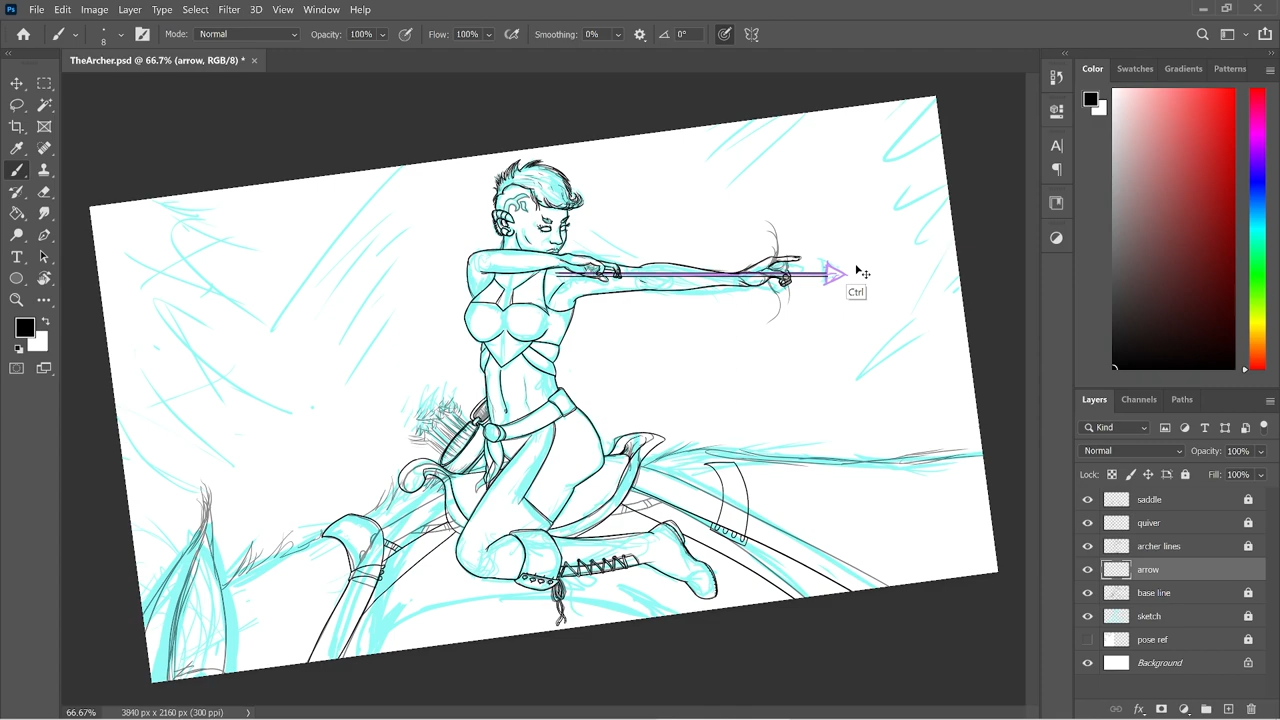 Ps File Edit Image Layer Type Select Filter 3D View Window Help
8 Mode: Normal Opacity: 100% Flow: 100% Smoothing: 0% 0°
TheArcher.psd @ 66.7% (arrow, RGB/8) * ×
Color Swatches Gradients Patterns
Ctrl
Layers Channels Paths
Kind
Normal Opacity: 100%
Lock: Fill: 100%
saddle
quiver
archer lines
arrow
base line
sketch
pose ref
Background
66.67% 3840 px x 2160 px (300 ppi)